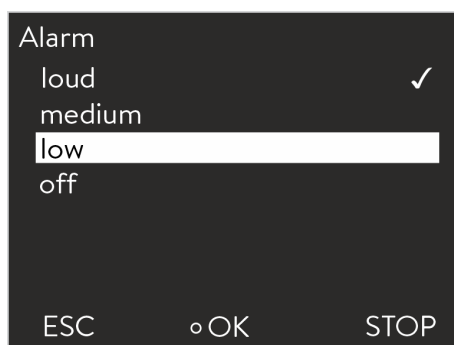 Alarm
loud ✓
medium
low
off
ESC ○ OK STOP